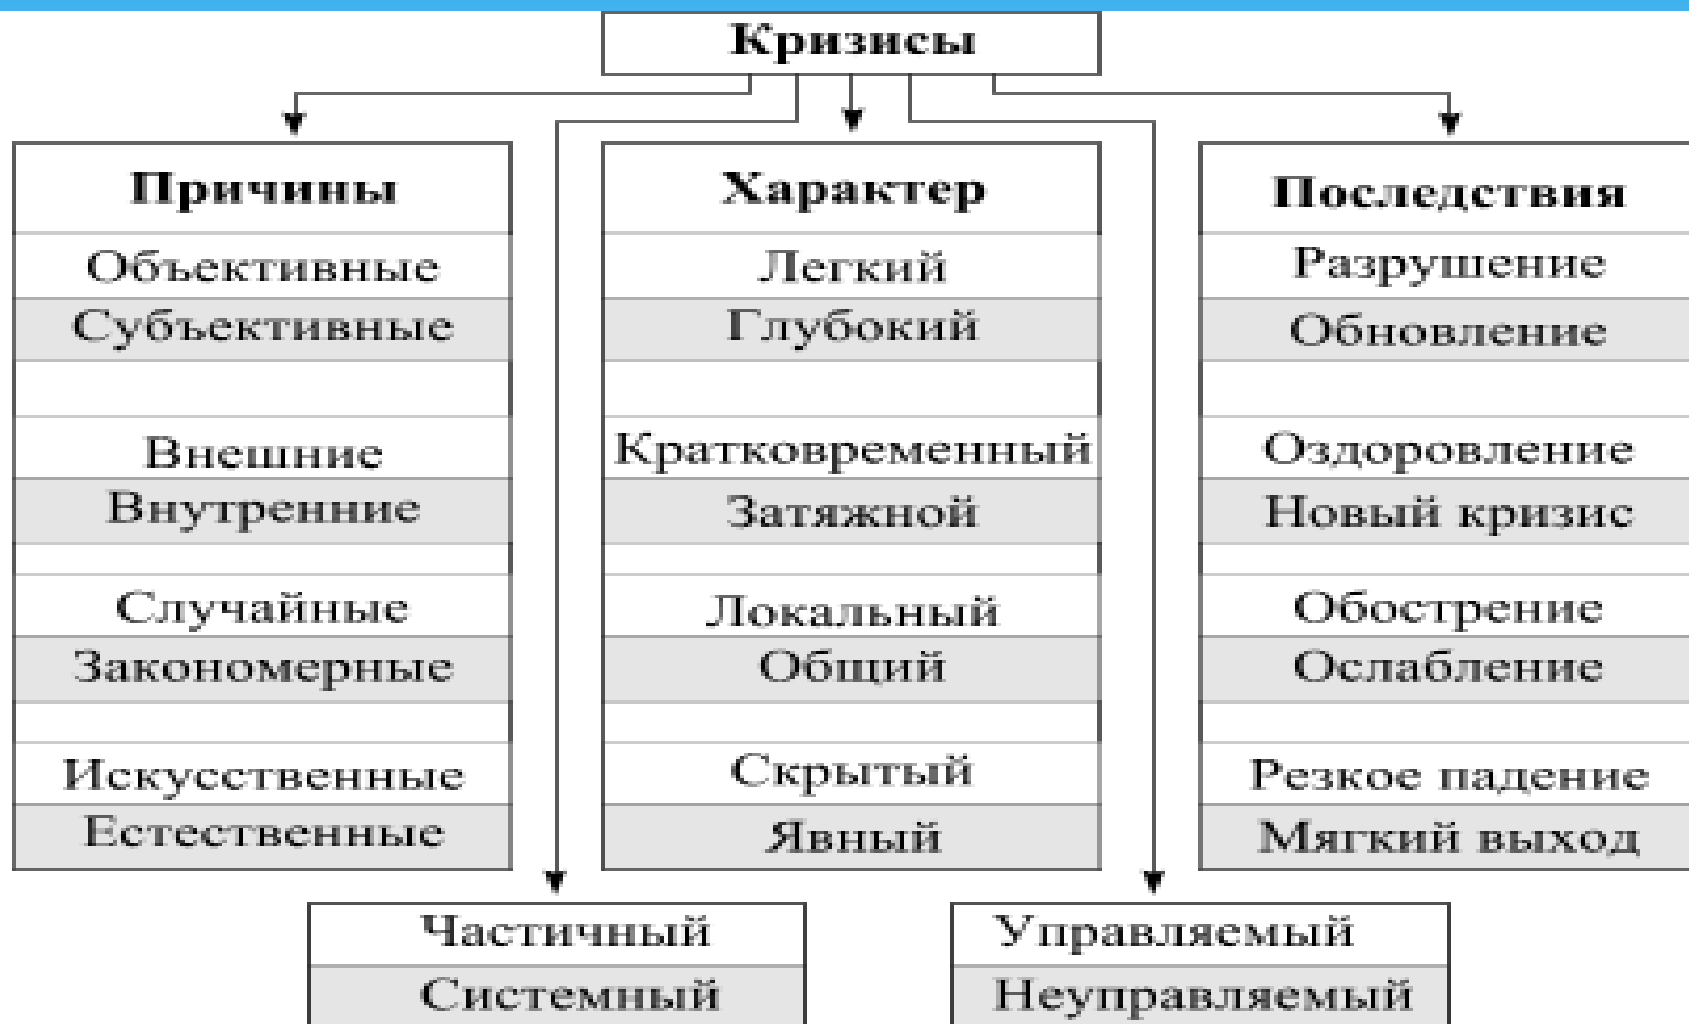 Кризисы
Причины
Объективные
Субъективные
Внешние
Внутренние
Случайные
Закономерные
Искусственные
Естественные
Характер
Легкий
Глубокий
Кратковременный
Затяжной
Локальный
Общий
Скрытый
Явный
Последствия
Разрушение
Обновление
Оздоровление
Новый кризис
Обострение
Ослабление
Резкое падение
Мягкий выход
Частичный
Системный
Управляемый
Неуправляемый